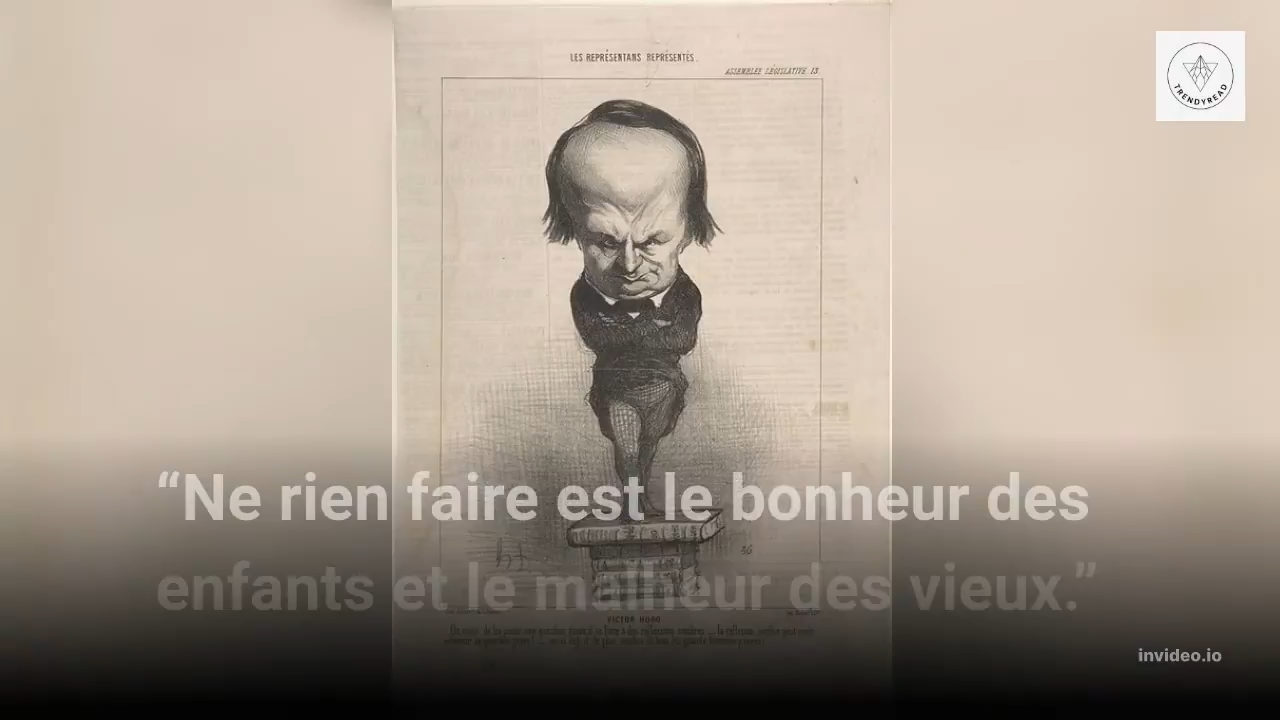 LES REPRÉSENTANS REPRÉSENTÉS.
ASSEMBLÉE LÉGISLATIVE 13.
TRENDYREAD
“Ne rien faire est le bonheur des
enfants et le malheur des vieux.”
36
VICTOR HUGO
invideo.io